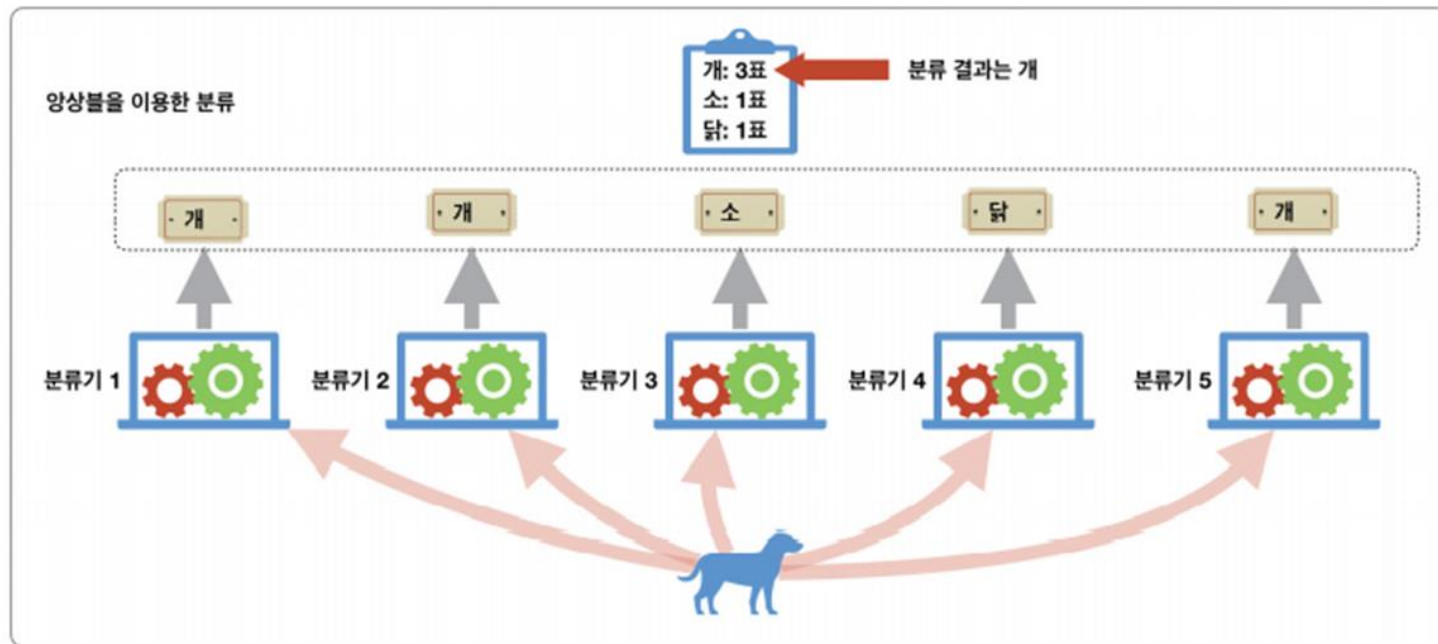 앙상블을 이용한 분류
개: 3표
소: 1표
닭: 1표
분류 결과는 개
개
개
소
닭
개
분류기 1
분류기 2
분류기 3
분류기 4
분류기 5